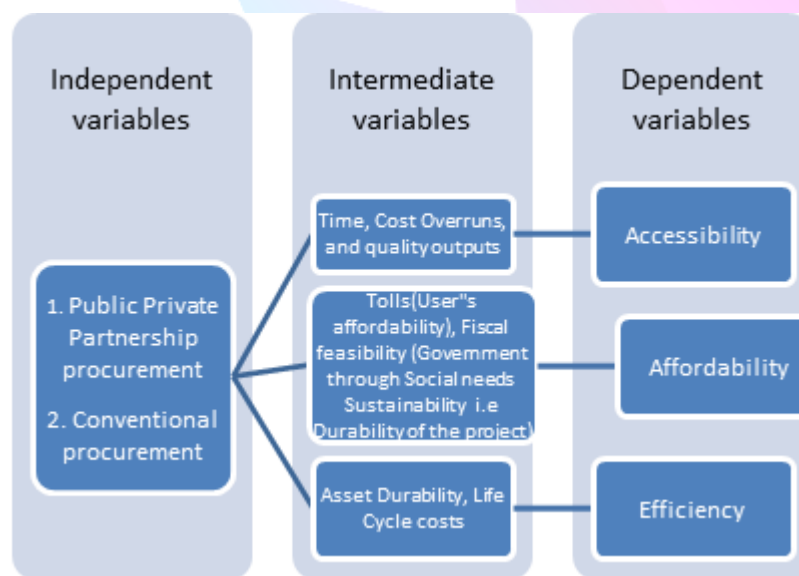 Independent
variables
Intermediate
variables
Dependent
variables
1. Public Private
Partnership
procurement
2. Conventional
procurement
Time, Cost Overruns,
and quality outputs
Tolls(User"s
affordability), Fiscal
feasibility (Government
through Social needs
Sustainability i.e
Durability of the project)
Asset Durability, Life
Cycle costs
Accessibility
Affordability
Efficiency